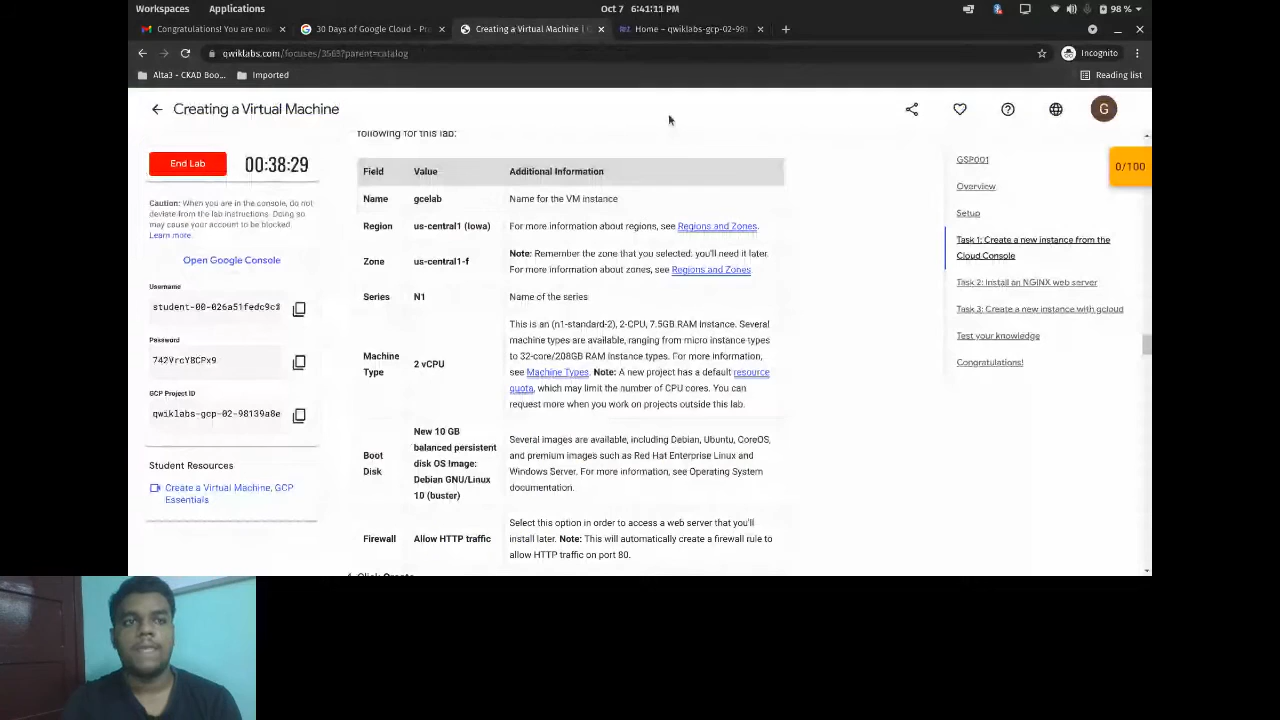 Workspaces Applications Oct 7 6:41:11 PM 98 %
Congratulations! You are now 30 Days of Google Cloud - Pr Creating a Virtual Machine | Home – qwiklabs-gcp-02-981
qwiklabs.com/focuses/3563?parent=catalog Incognito
Alta3 - CKAD Boo... Imported Reading list
Creating a Virtual Machine G
following for this lab:
End Lab 00:38:29
Caution: When you are in the console, do not
deviate from the lab instructions. Doing so
may cause your account to be blocked.
Learn more.
Open Google Console
Username
student-00-026a51fedc9c
Password
742VrcYBCPx9
GCP Project ID
qwiklabs-gcp-02-98139a8e
Student Resources
Create a Virtual Machine, GCP
Essentials
Field Value Additional Information
Name gcelab Name for the VM instance
Region us-central1 (Iowa) For more information about regions, see Regions and Zones.
Zone us-central1-f Note: Remember the zone that you selected; you'll need it later.
For more information about zones, see Regions and Zones.
Series N1 Name of the series
Machine
Type
2 vCPU
This is an (n1-standard-2), 2-CPU, 7.5GB RAM instance. Several
machine types are available, ranging from micro instance types
to 32-core/208GB RAM instance types. For more information,
see Machine Types. Note: A new project has a default resource
quota, which may limit the number of CPU cores. You can
request more when you work on projects outside this lab.
Boot
Disk
New 10 GB
balanced persistent
disk OS Image:
Debian GNU/Linux
10 (buster)
Several images are available, including Debian, Ubuntu, CoreOS,
and premium images such as Red Hat Enterprise Linux and
Windows Server. For more information, see Operating System
documentation.
Firewall Allow HTTP traffic
Select this option in order to access a web server that you'll
install later. Note: This will automatically create a firewall rule to
allow HTTP traffic on port 80.
Click Create
0/100
GSP001
Overview
Setup
Task 1: Create a new instance from the
Cloud Console
Task 2: Install an NGINX web server
Task 3: Create a new instance with gcloud
Test your knowledge
Congratulations!